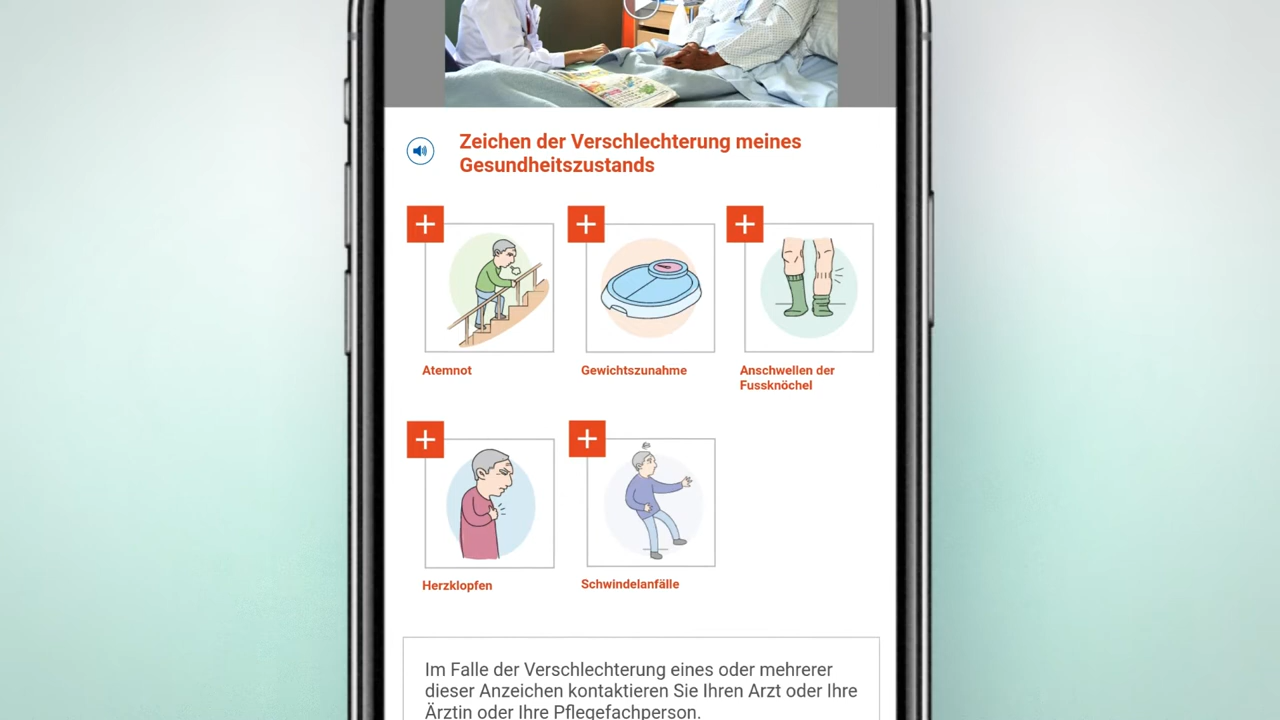 Zeichen der Verschlechterung meines
Gesundheitszustands
Atemnot
Gewichtszunahme
Anschwellen der
Fussknöchel
Herzklopfen
Schwindelanfälle
Im Falle der Verschlechterung eines oder mehrerer
dieser Anzeichen kontaktieren Sie Ihren Arzt oder Ihre
Ärztin oder Ihre Pflegefachperson.